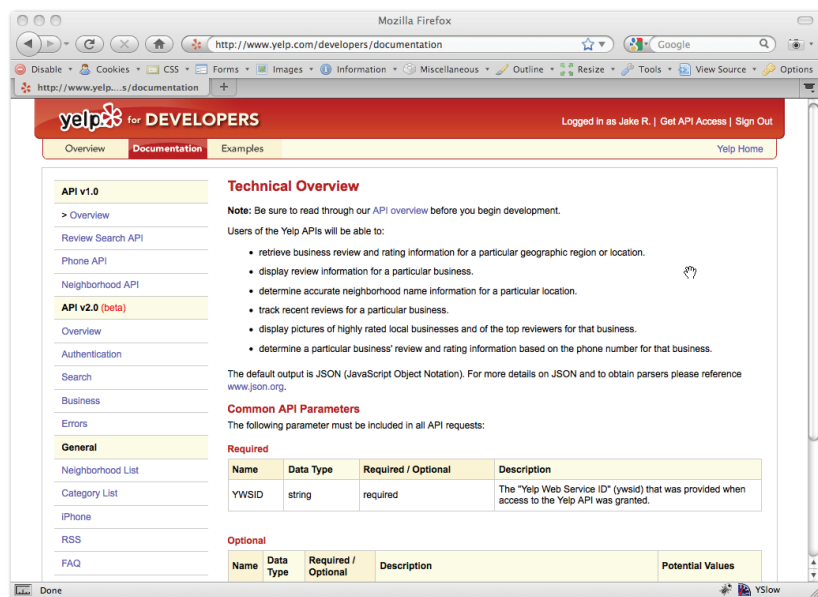 Mozilla Firefox
http://www.yelp.com/developers/documentation
Google
Disable Cookies CSS Forms Images Information Miscellaneous Outline Resize Tools View Source Options
http://www.yelp....s/documentation +
yelp for DEVELOPERS
Logged in as Jake R. | Get API Access | Sign Out
Overview Documentation Examples Yelp Home
API v1.0
> Overview
Review Search API
Phone API
Neighborhood API
API v2.0 (beta)
Overview
Authentication
Search
Business
Errors
General
Neighborhood List
Category List
iPhone
RSS
FAQ
Technical Overview
Note: Be sure to read through our API overview before you begin development.
Users of the Yelp APIs will be able to:
• retrieve business review and rating information for a particular geographic region or location.
• display review information for a particular business.
• determine accurate neighborhood name information for a particular location.
• track recent reviews for a particular business.
• display pictures of highly rated local businesses and of the top reviewers for that business.
• determine a particular business' review and rating information based on the phone number for that business.
The default output is JSON (JavaScript Object Notation). For more details on JSON and to obtain parsers please reference
www.json.org.
Common API Parameters
The following parameter must be included in all API requests:
Required
Name Data Type Required / Optional Description
YWSID string required The "Yelp Web Service ID" (ywsid) that was provided when
access to the Yelp API was granted.
Optional
Name Data Type Required / Optional Description Potential Values
Done
YSlow